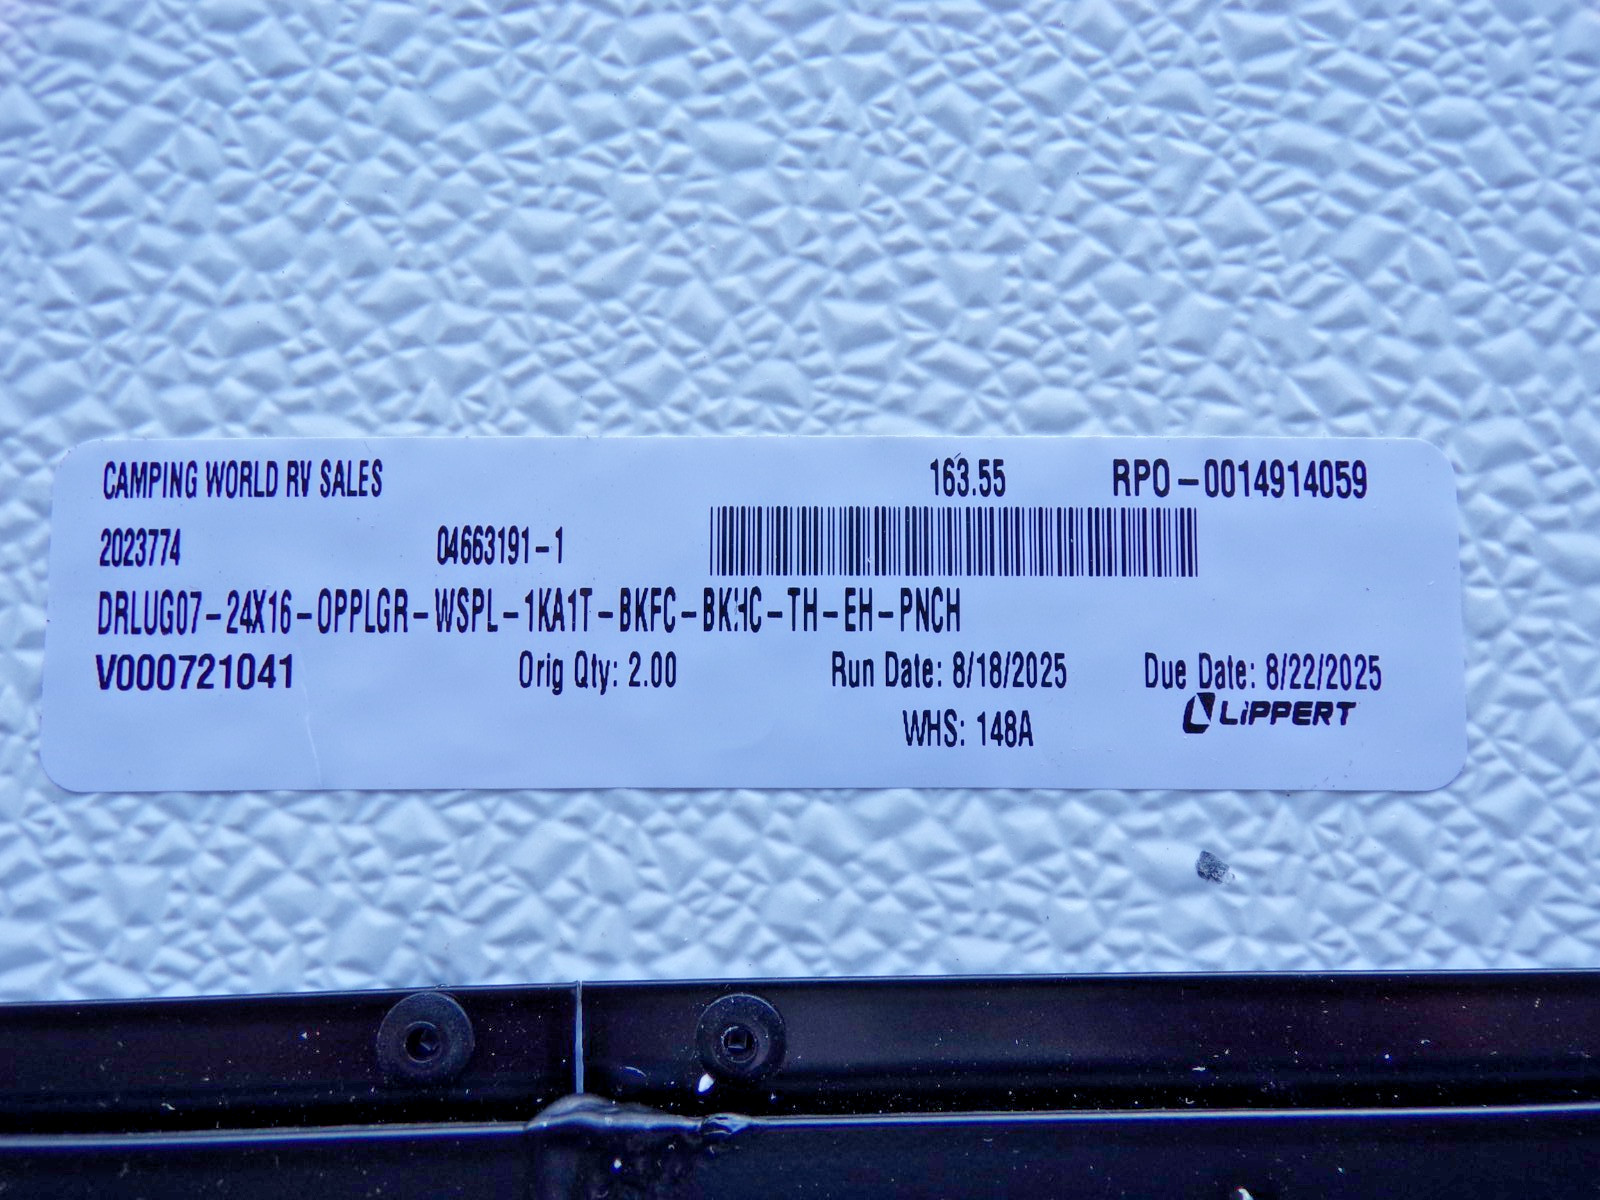 CAMPING WORLD RV SALES 163.55 RPO-0014914059
2023774 04663191-1
DRLUG07-24X16-OPPLGR-WSPL-1KA1T-BKFC-BKHC-TH-EH-PNCH
V000721041 Orig Qty: 2.00 Run Date: 8/18/2025 Due Date: 8/22/2025
WHS: 148A LiPPERT